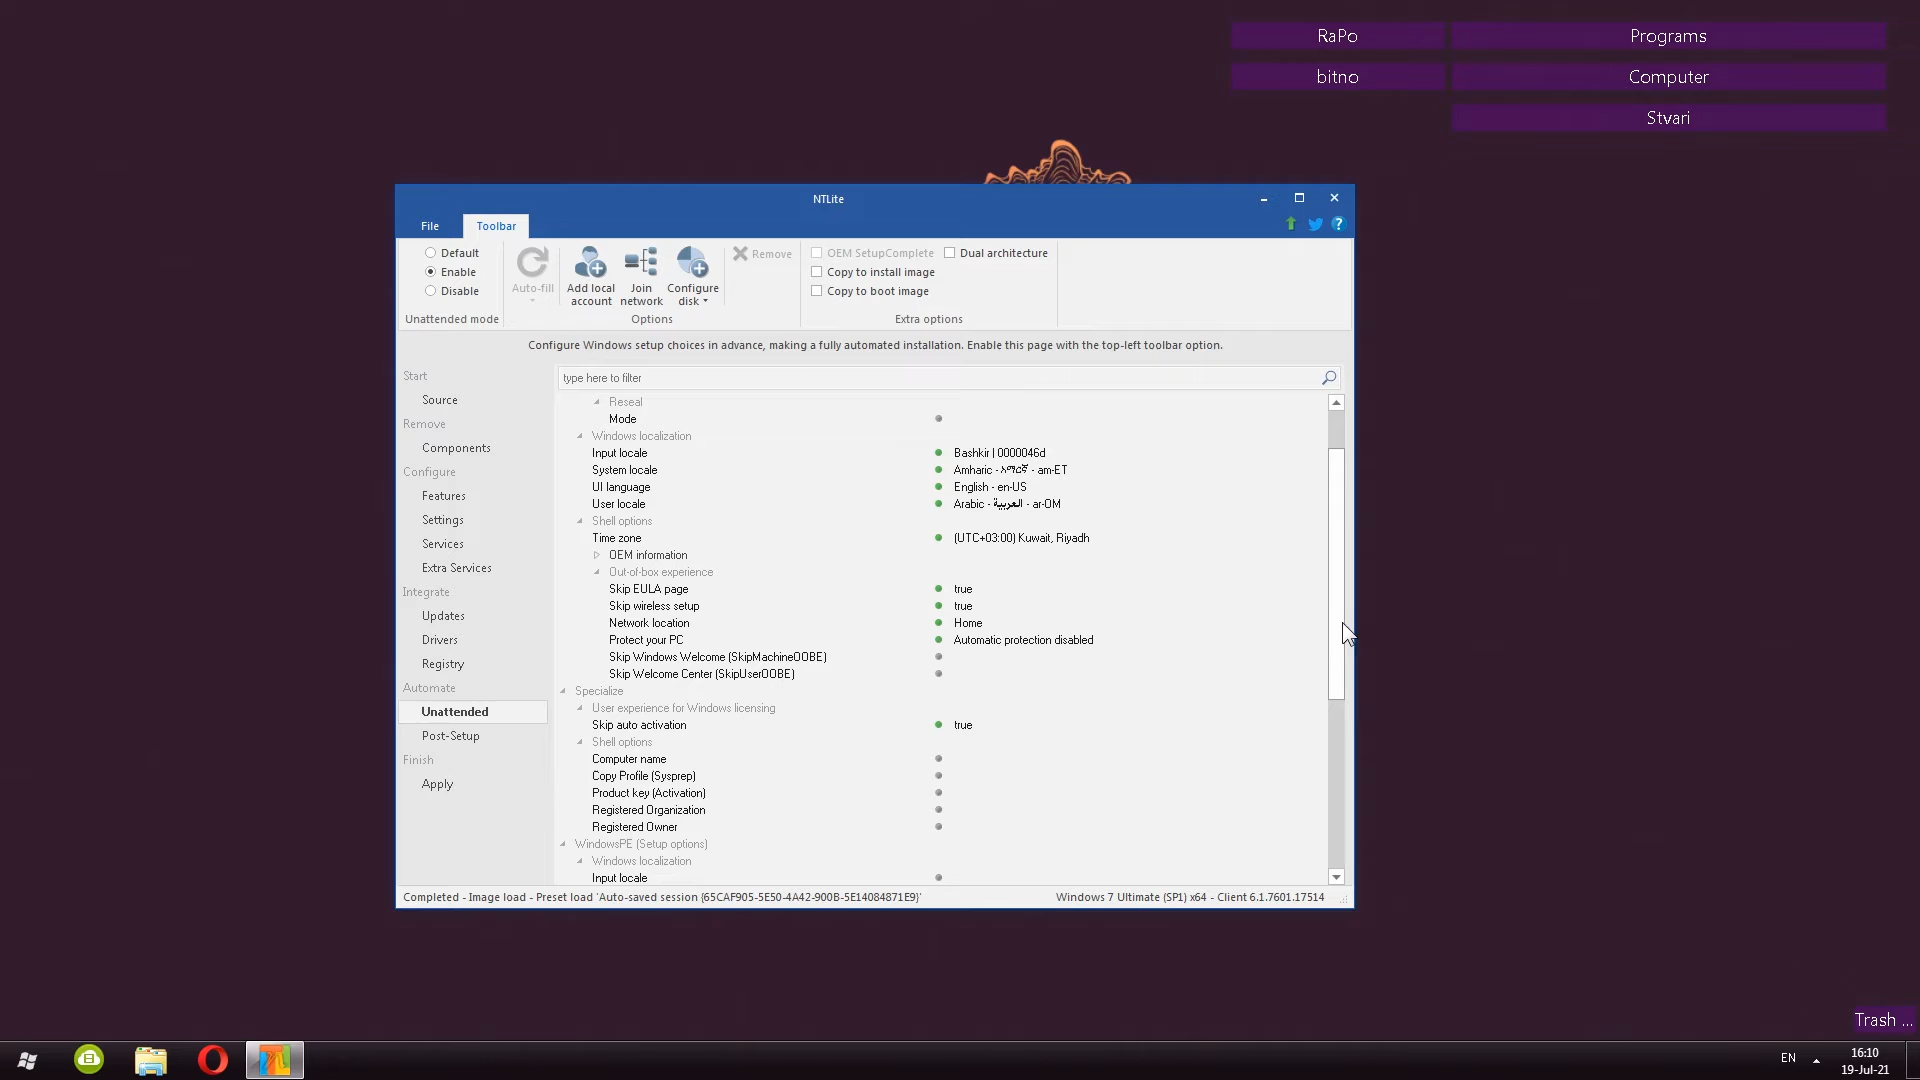 RaPo
Programs
bitno
Computer
Stvari
NTLite
File
Toolbar
Default
Enable
Disable
Unattended mode
Auto-fill
Add local
account
Join
network
Configure
disk
Options
Remove
OEM SetupComplete
Dual architecture
Copy to install image
Copy to boot image
Extra options
Configure Windows setup choices in advance, making a fully automated installation. Enable this page with the top-left toolbar option.
Start
Source
Remove
Components
Configure
Features
Settings
Services
Extra Services
Integrate
Updates
Drivers
Registry
Automate
Unattended
Post-Setup
Finish
Apply
type here to filter
Reseal
Mode
Windows localization
Input locale Bashkir | 0000046d
System locale Amharic - አማርኛ - am-ET
UI language English - en-US
User locale Arabic - العربية - ar-OM
Shell options
Time zone (UTC+03:00) Kuwait, Riyadh
OEM information
Out-of-box experience
Skip EULA page true
Skip wireless setup true
Network location Home
Protect your PC Automatic protection disabled
Skip Windows Welcome (SkipMachineOOBE)
Skip Welcome Center (SkipUserOOBE)
Specialize
User experience for Windows licensing
Skip auto activation true
Shell options
Computer name
Copy Profile (Sysprep)
Product key (Activation)
Registered Organization
Registered Owner
WindowsPE (Setup options)
Windows localization
Input locale
Completed - Image load - Preset load 'Auto-saved session {65CAF905-5E50-4A42-900B-5E14084871E9}'
Windows 7 Ultimate (SP1) x64 - Client 6.1.7601.17514
Trash ...
EN
16:10
19-Jul-21